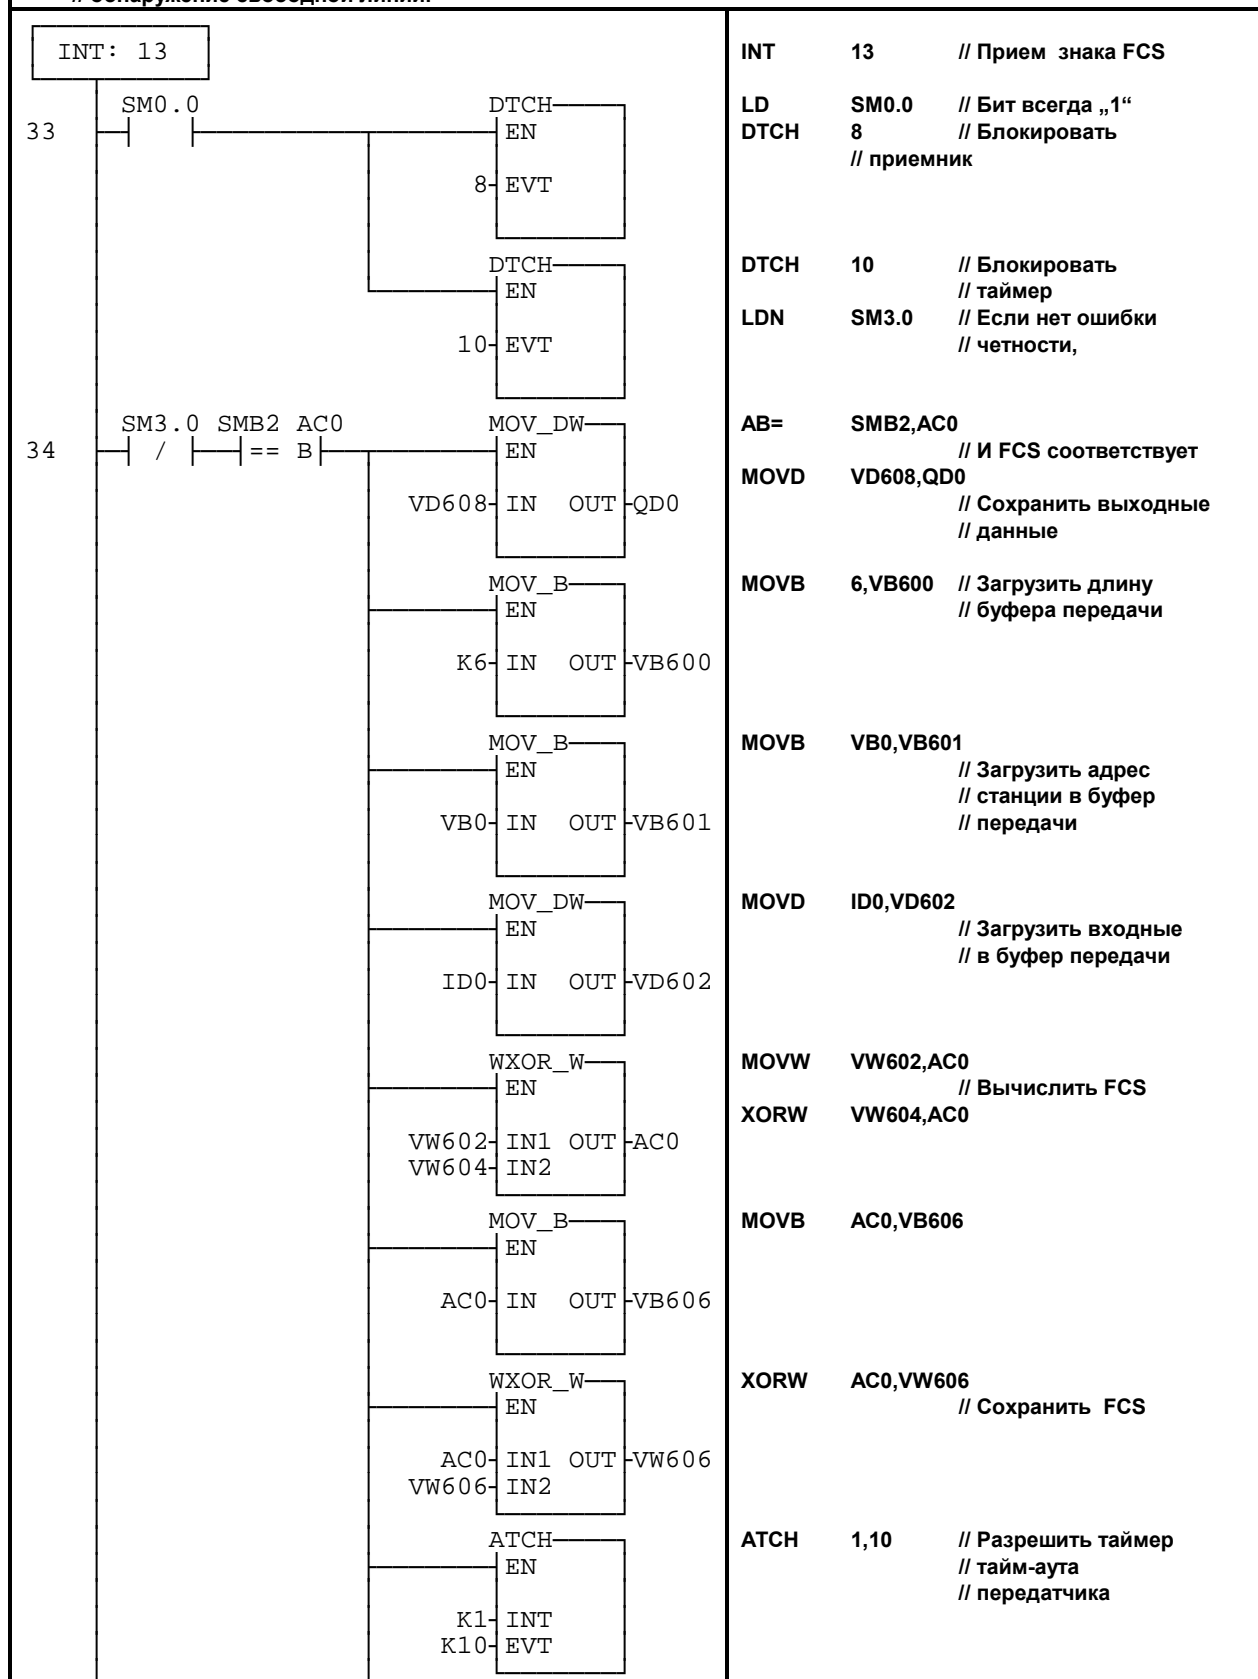 INT: 13
INT 13 // Прием знака FCS
SM0.0 DTCH
LD SM0.0 // Бит всегда „1“
33 EN
DTCH 8 // Блокировать
// приемник
8 EVT
DTCH
DTCH 10 // Блокировать
EN
// таймер
LDN SM3.0 // Если нет ошибки
10 EVT
// четности,
SM3.0 SMB2 AC0 MOV_DW
AB= SMB2,AC0
34 / == B EN
// И FCS соответствует
MOVD VD608,QD0
VD608 IN OUT QD0
// Сохранить выходные
// данные
MOV_B
MOVB 6,VB600 // Загрузить длину
EN
// буфера передачи
K6 IN OUT VB600
MOV_B
MOVB VB0,VB601
EN
// Загрузить адрес
// станции в буфер
VB0 IN OUT VB601
// передачи
MOV_DW
MOVD ID0,VD602
EN
// Загрузить входные
// в буфер передачи
ID0 IN OUT VD602
WXOR_W
MOVW VW602,AC0
EN
// Вычислить FCS
XORW VW604,AC0
VW602 IN1 OUT AC0
VW604 IN2
MOV_B
MOVB AC0,VB606
EN
AC0 IN OUT VB606
WXOR_W
XORW AC0,VW606
EN
// Сохранить FCS
AC0 IN1 OUT VW606
VW606 IN2
ATCH
ATCH 1,10 // Разрешить таймер
EN
// тайм-аута
// передатчика
K1 INT
K10 EVT